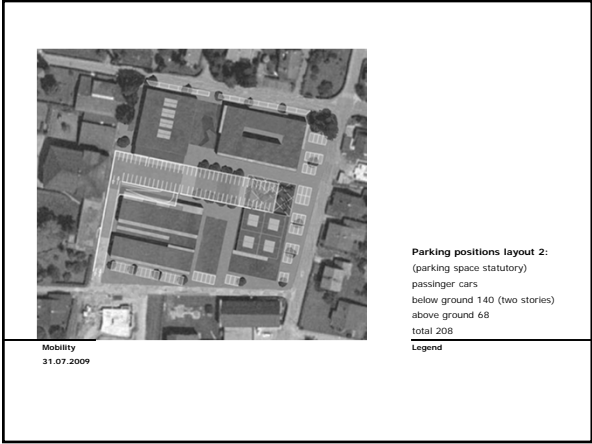 Parking positions layout 2:
(parking space statutory)
passinger cars
below ground 140 (two stories)
above ground 68
total 208
Mobility
31.07.2009
Legend